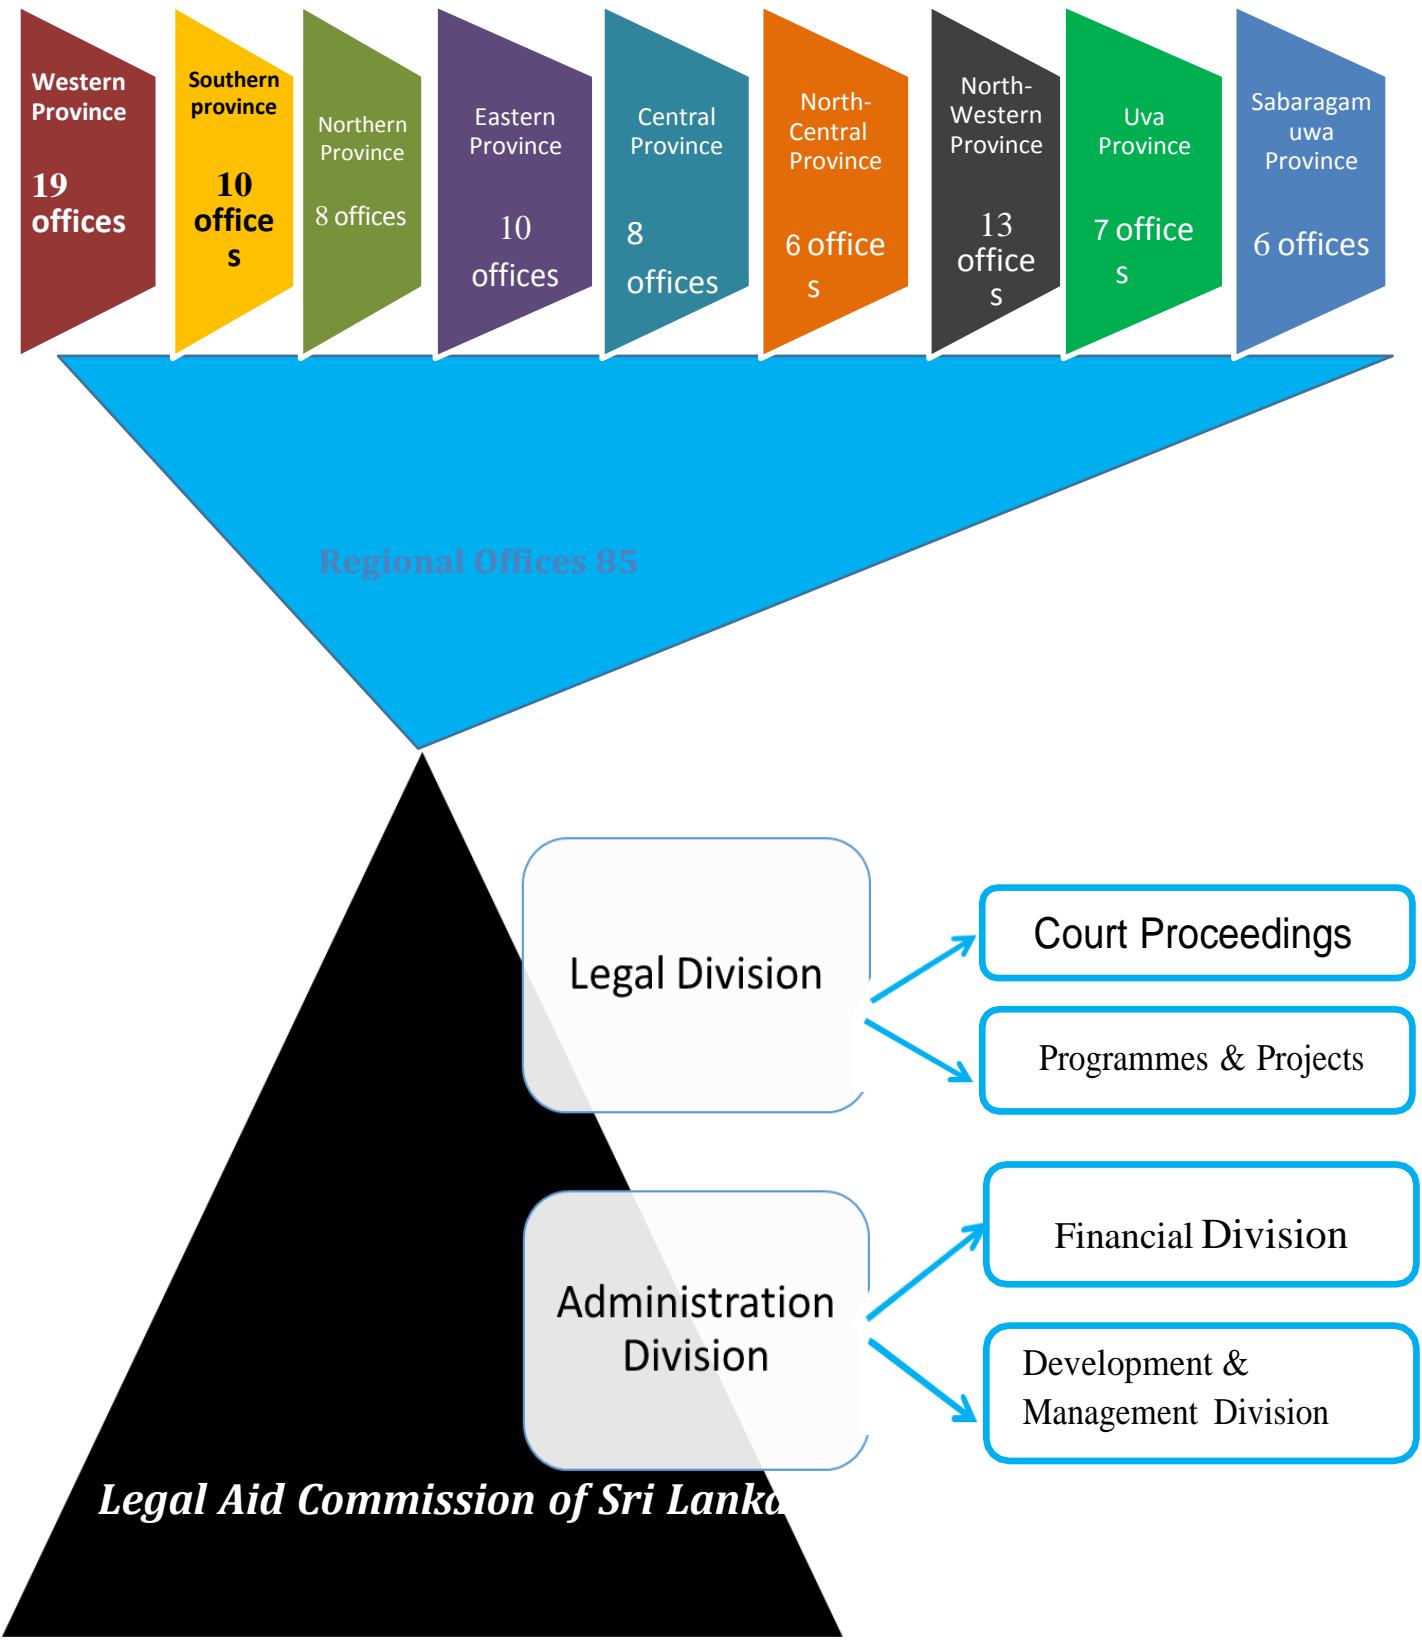 Western
Province
19
offices
Southern
province
10
office
s
Northern
Province
8 offices
Eastern
Province
10
offices
Central
Province
8
offices
North-
Central
Province
6 office
s
North-
Western
Province
13
office
s
Uva
Province
7 office
s
Sabaragam
uwa
Province
6 offices
Regional Offices 85
Legal Division
Court Proceedings
Programmes & Projects
Administration
Division
Financial Division
Development &
Management Division
Legal Aid Commission of Sri Lanka